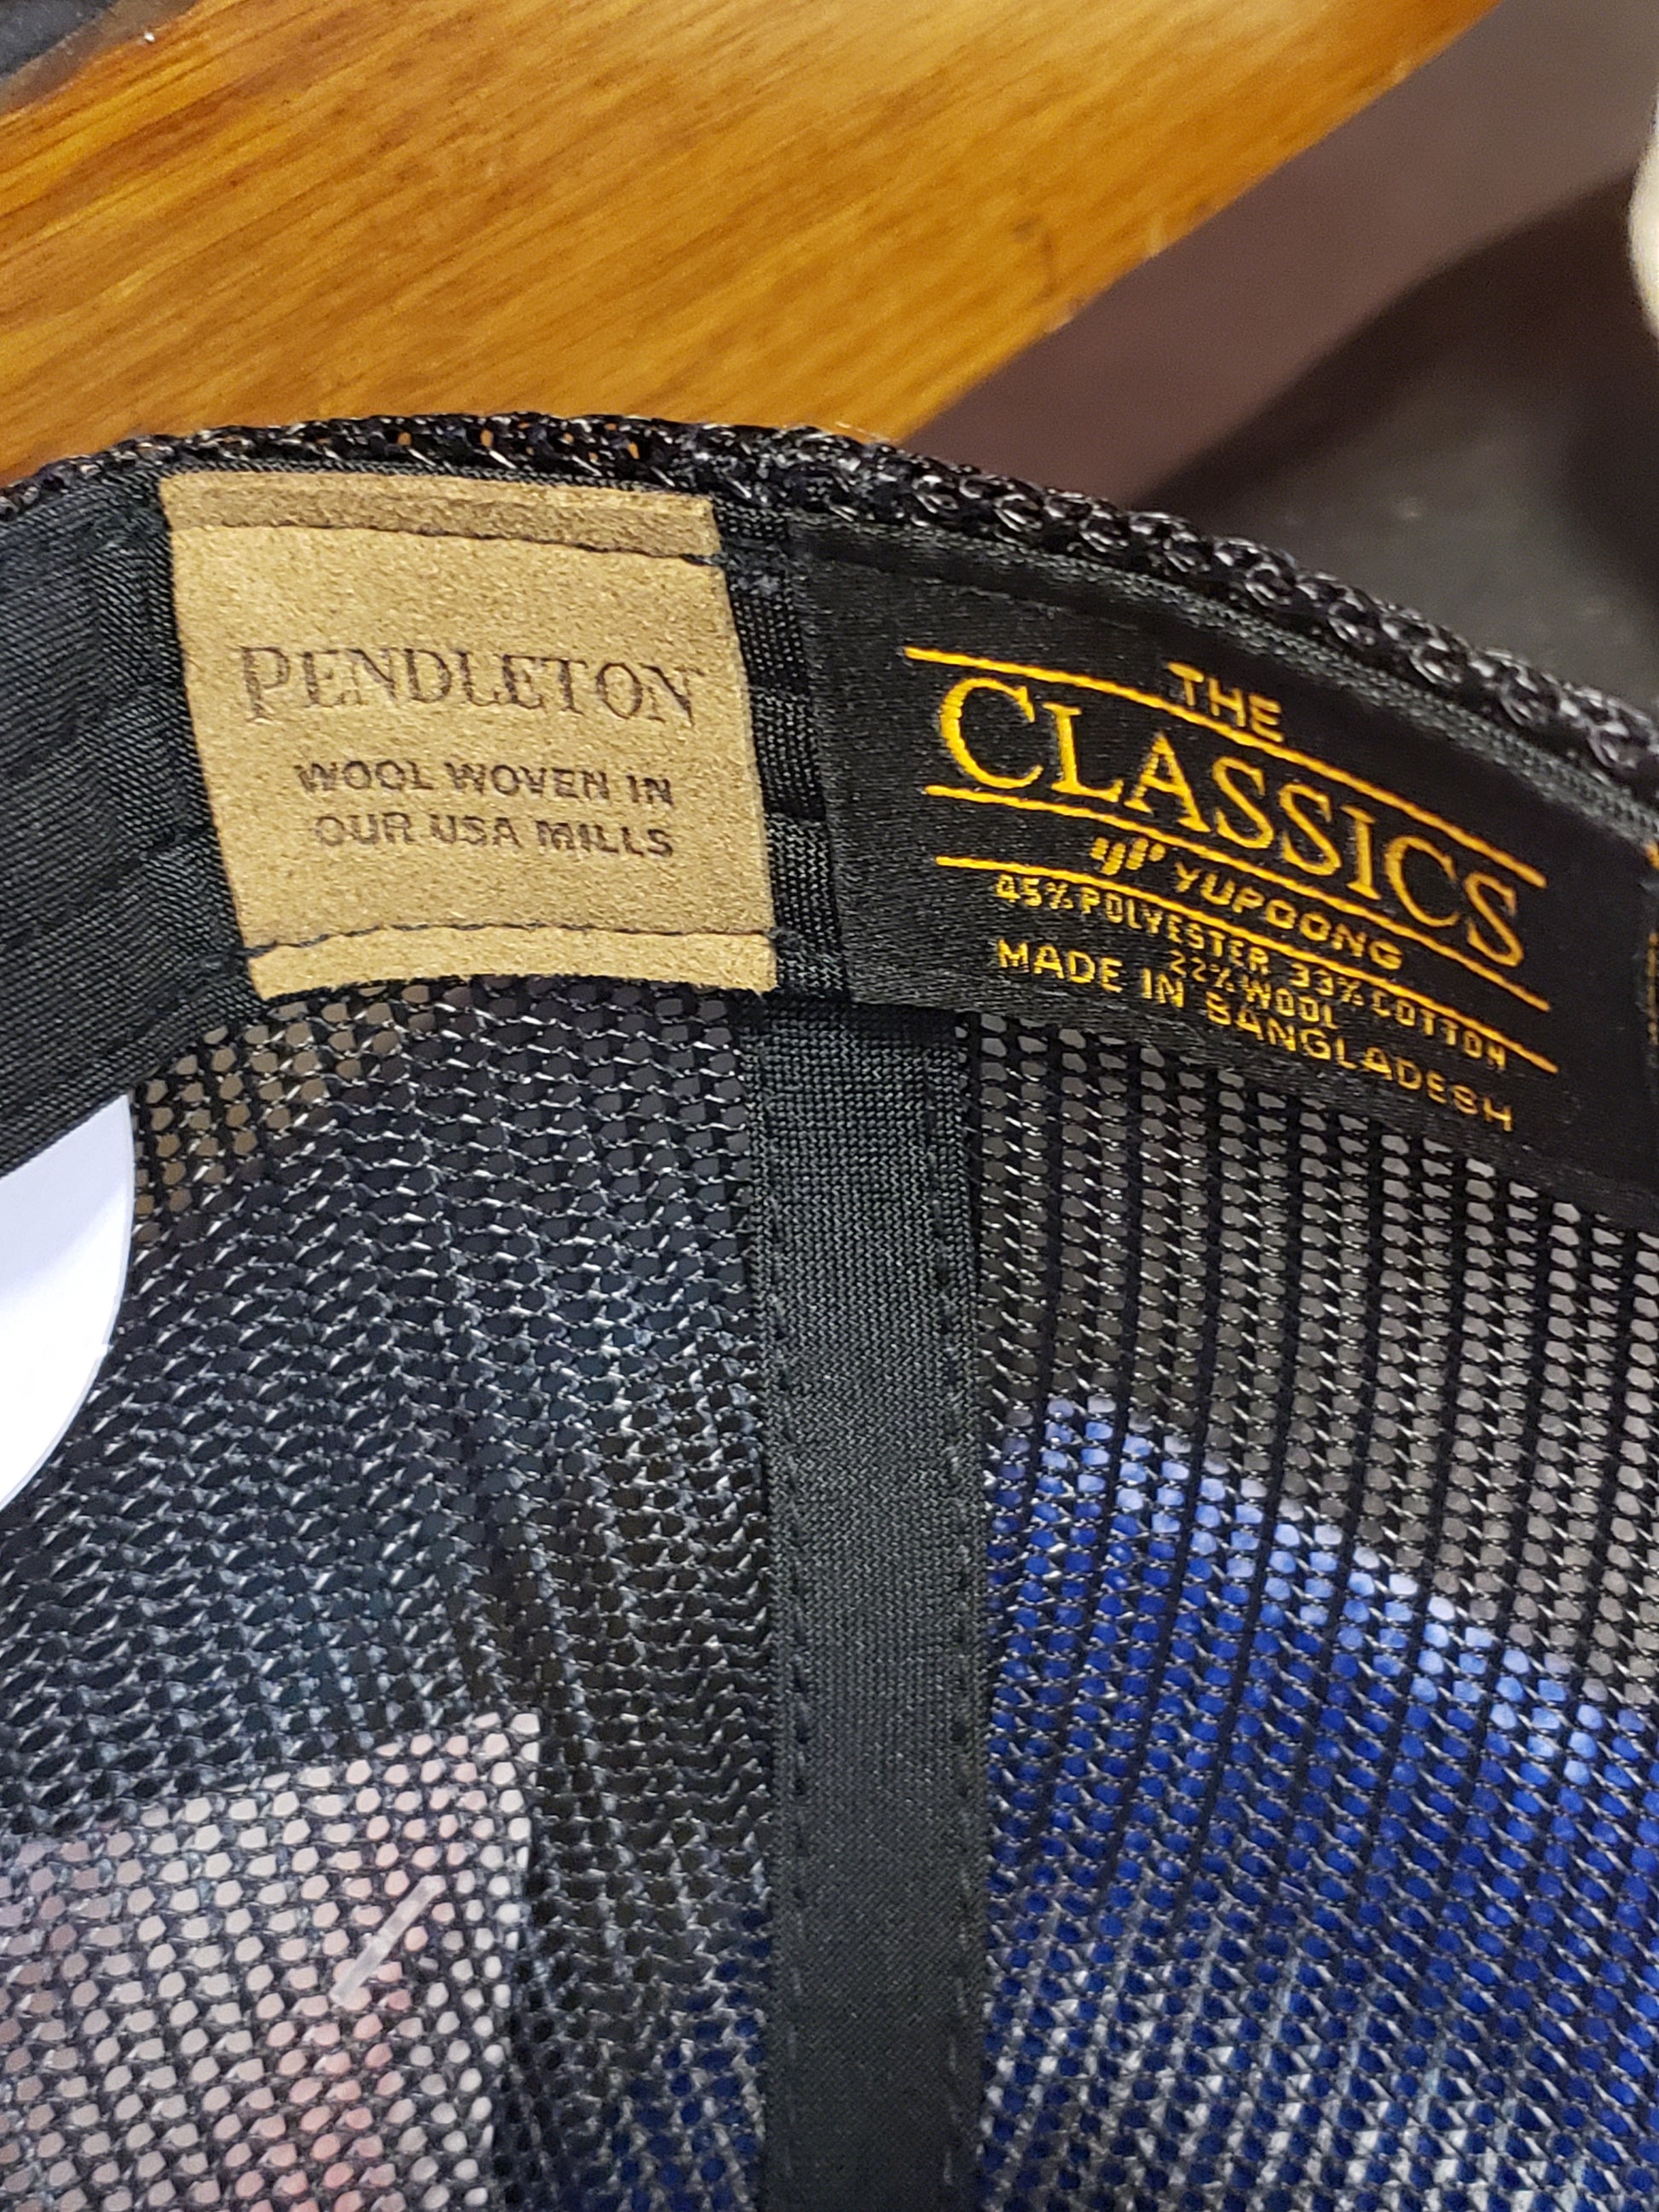 PENDLETON
WOOL WOVEN IN
OUR USA MILLS
THE
CLASSICS
yp YUPOONG
45% POLYESTER 33% COTTON
22% WOOL
MADE IN BANGLADESH